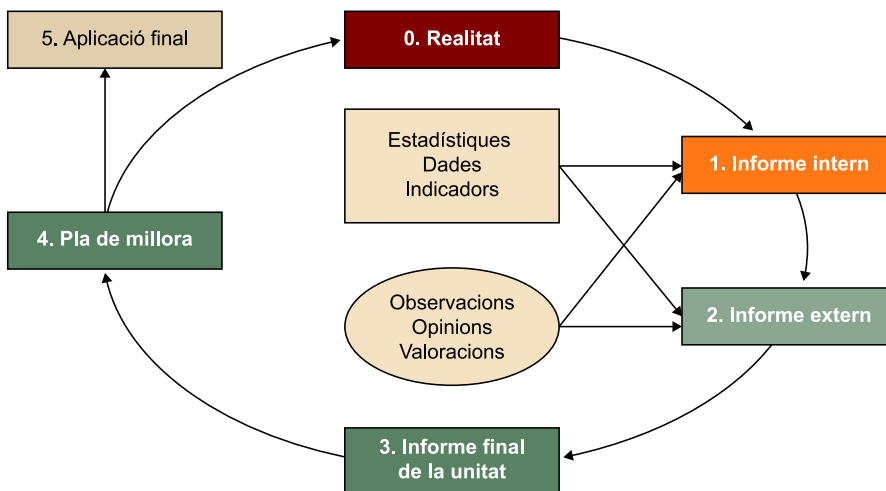 5. Aplicació final
0. Realitat
Estadístiques
Dades
Indicadors
1. Informe intern
4. Pla de millora
Observacions
Opinions
Valoracions
2. Informe extern
3. Informe final
de la unitat